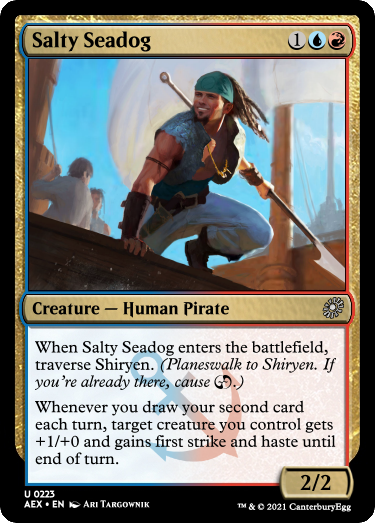 Salty Seadog
1
Creature — Human Pirate
When Salty Seadog enters the battlefield,
traverse Shiryen. (Planeswalk to Shiryen. If
you're already there, cause .)
Whenever you draw your second card
each turn, target creature you control gets
+1/+0 and gains first strike and haste until
end of turn.
2/2
U 0223
AEX • EN Ari Targownik
™ & © 2021 CanterburyEgg